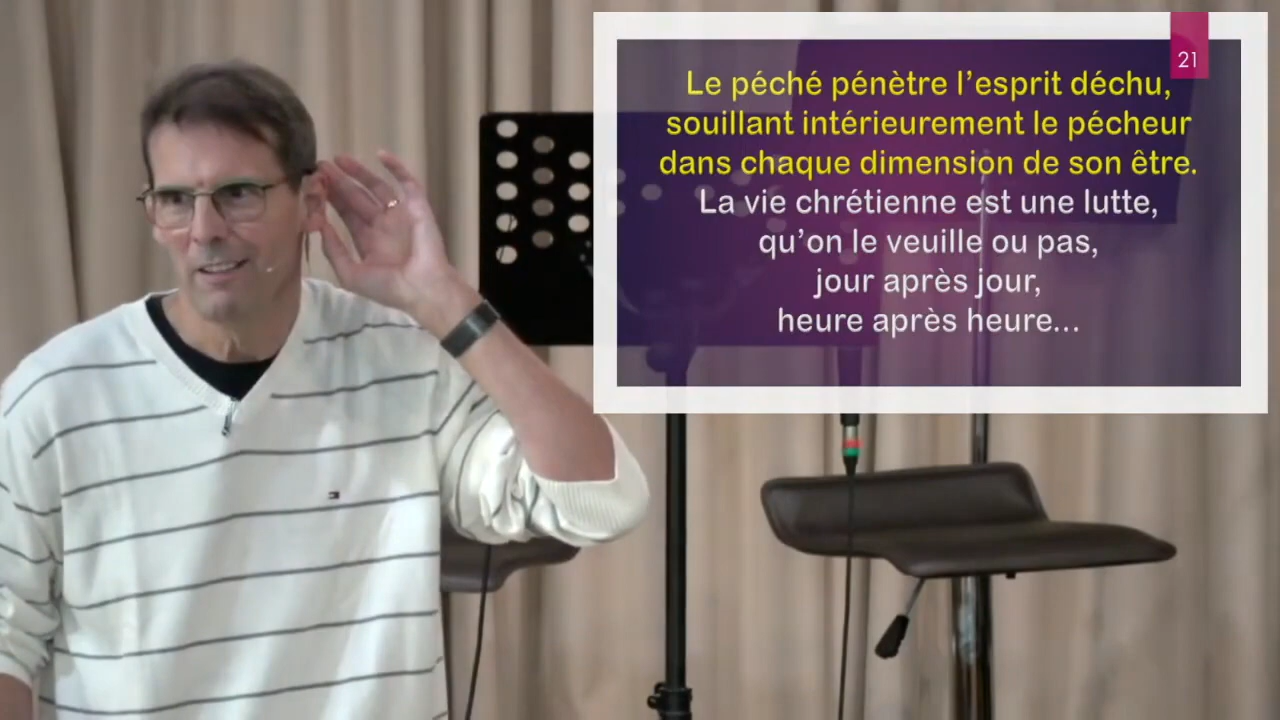 21
Le péché pénètre l’esprit déchu,
souillant intérieurement le pécheur
dans chaque dimension de son être.
La vie chrétienne est une lutte,
qu’on le veuille ou pas,
jour après jour,
heure après heure...